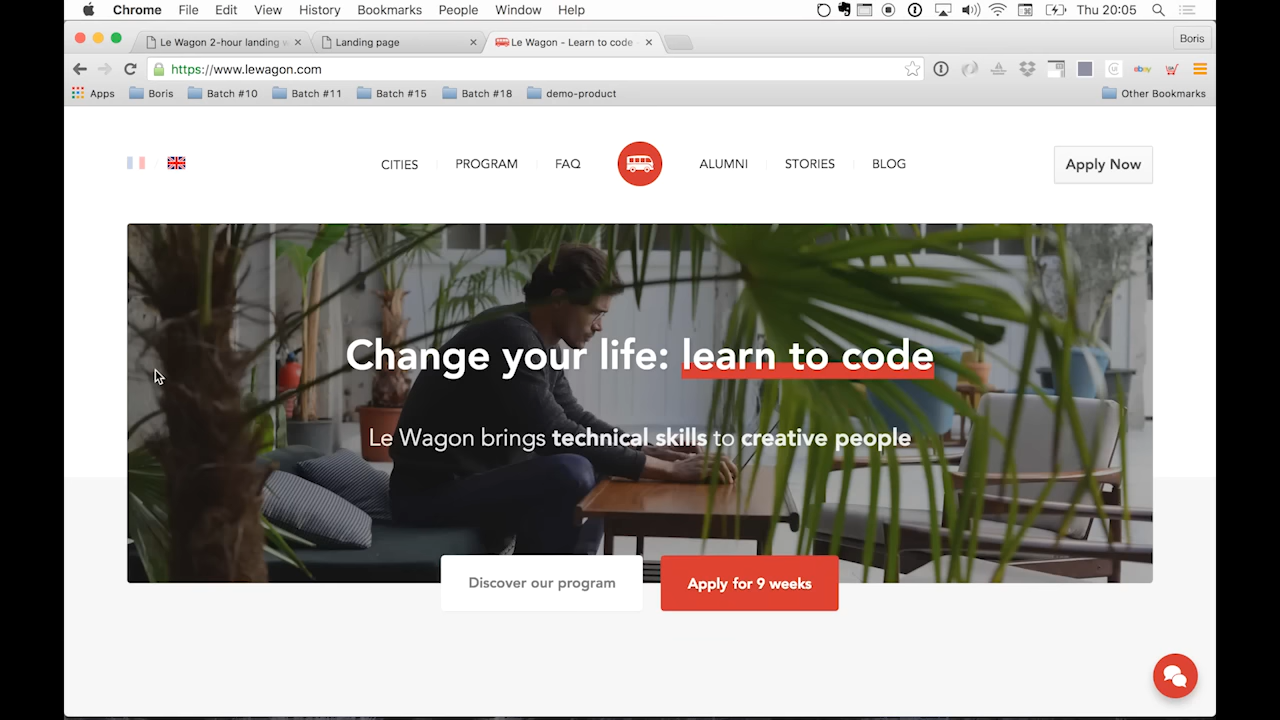 Chrome File Edit View History Bookmarks People Window Help Thu 20:05
Le Wagon 2-hour landing w Landing page Le Wagon - Learn to code Boris
https://www.lewagon.com
Apps Boris Batch #10 Batch #11 Batch #15 Batch #18 demo-product Other Bookmarks
CITIES PROGRAM FAQ ALUMNI STORIES BLOG Apply Now
Change your life: learn to code
Le Wagon brings technical skills to creative people
Discover our program Apply for 9 weeks